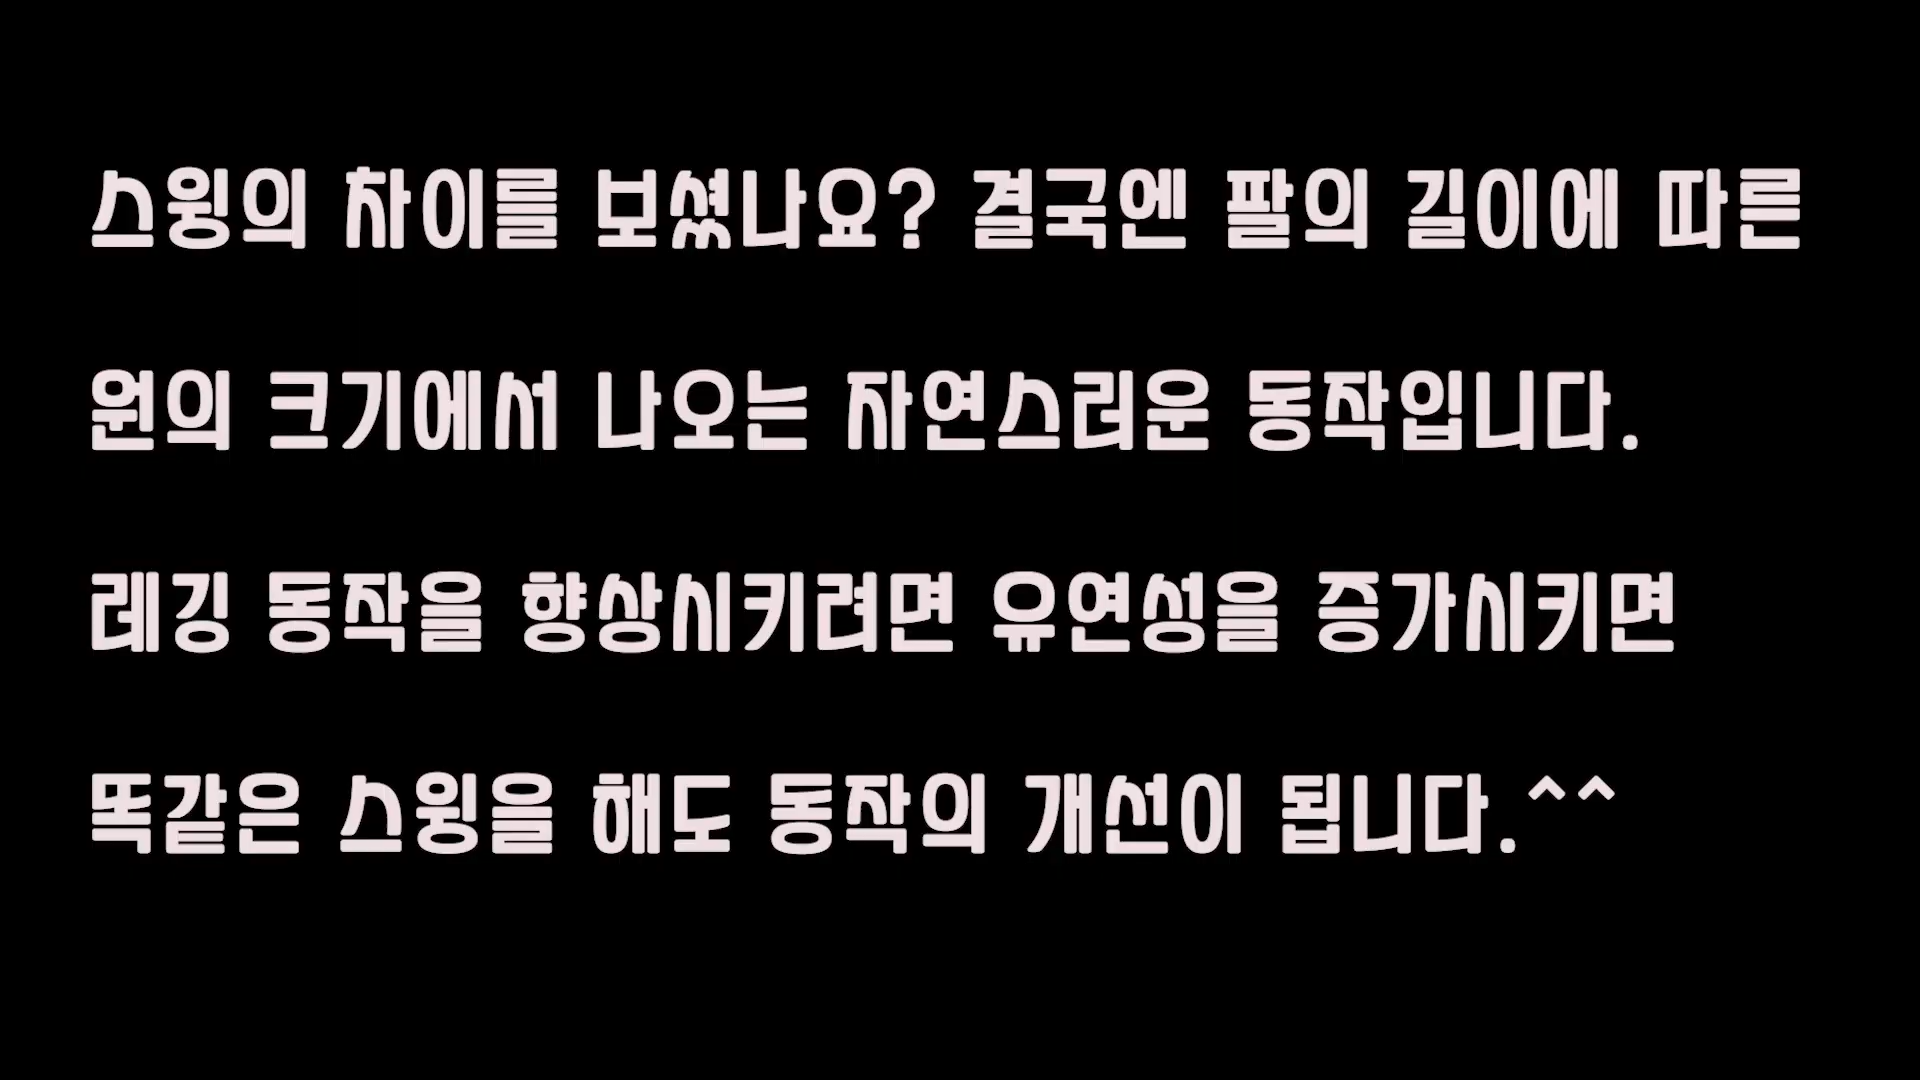 스윙의 차이를 보셨나요? 결국엔 팔의 길이에 따른
원의 크기에서 나오는 자연스러운 동작입니다.
레깅 동작을 향상시키려면 유연성을 증가시키면
똑같은 스윙을 해도 동작의 개선이 됩니다.^^